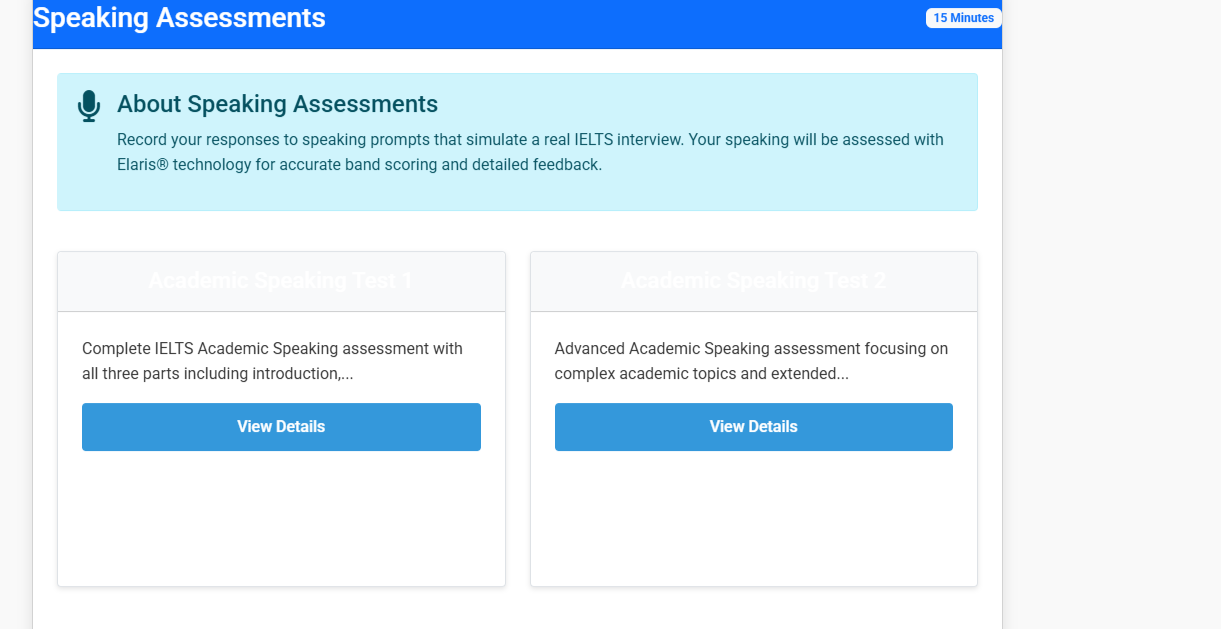 Speaking Assessments
15 Minutes
About Speaking Assessments
Record your responses to speaking prompts that simulate a real IELTS interview. Your speaking will be assessed with
Elaris® technology for accurate band scoring and detailed feedback.
Academic Speaking Test 1
Academic Speaking Test 2
Complete IELTS Academic Speaking assessment with
all three parts including introduction,...
View Details
Advanced Academic Speaking assessment focusing on
complex academic topics and extended...
View Details